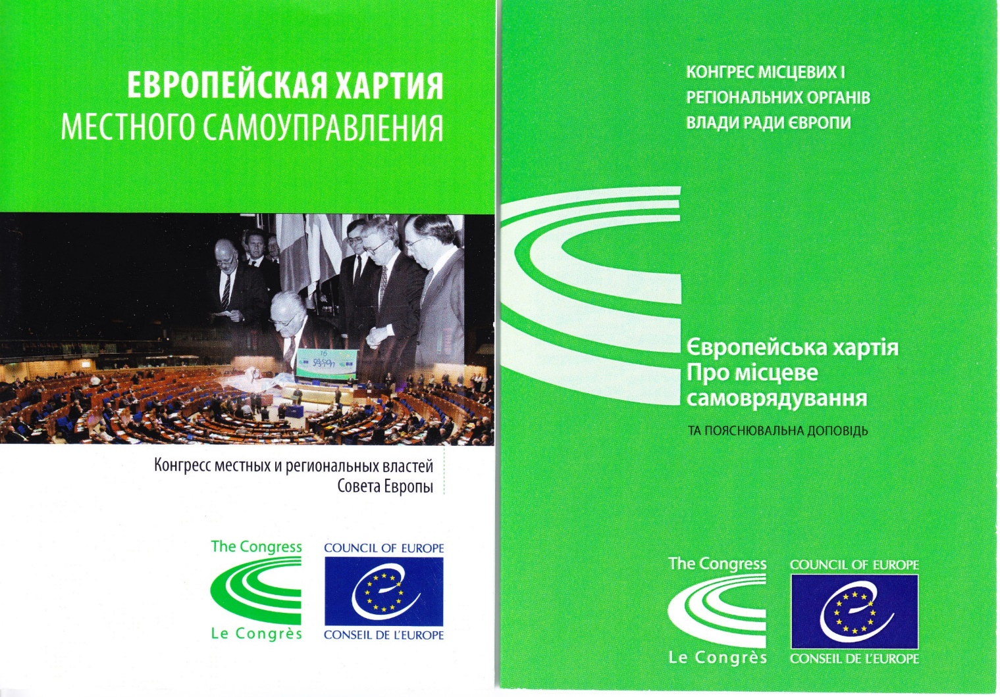 ЕВРОПЕЙСКАЯ ХАРТИЯ
МЕСТНОГО САМОУПРАВЛЕНИЯ
16
session
Конгресс местных и региональных властей
Совета Европы
The Congress
Le Congrès
COUNCIL OF EUROPE
CONSEIL DE L'EUROPE
КОНГРЕС МІСЦЕВИХ І
РЕГІОНАЛЬНИХ ОРГАНІВ
ВЛАДИ РАДИ ЄВРОПИ
Європейська хартія
Про місцеве
самоврядування
ТА ПОЯСНЮВАЛЬНА ДОПОВІДЬ
The Congress
Le Congrès
COUNCIL OF EUROPE
CONSEIL DE L'EUROPE